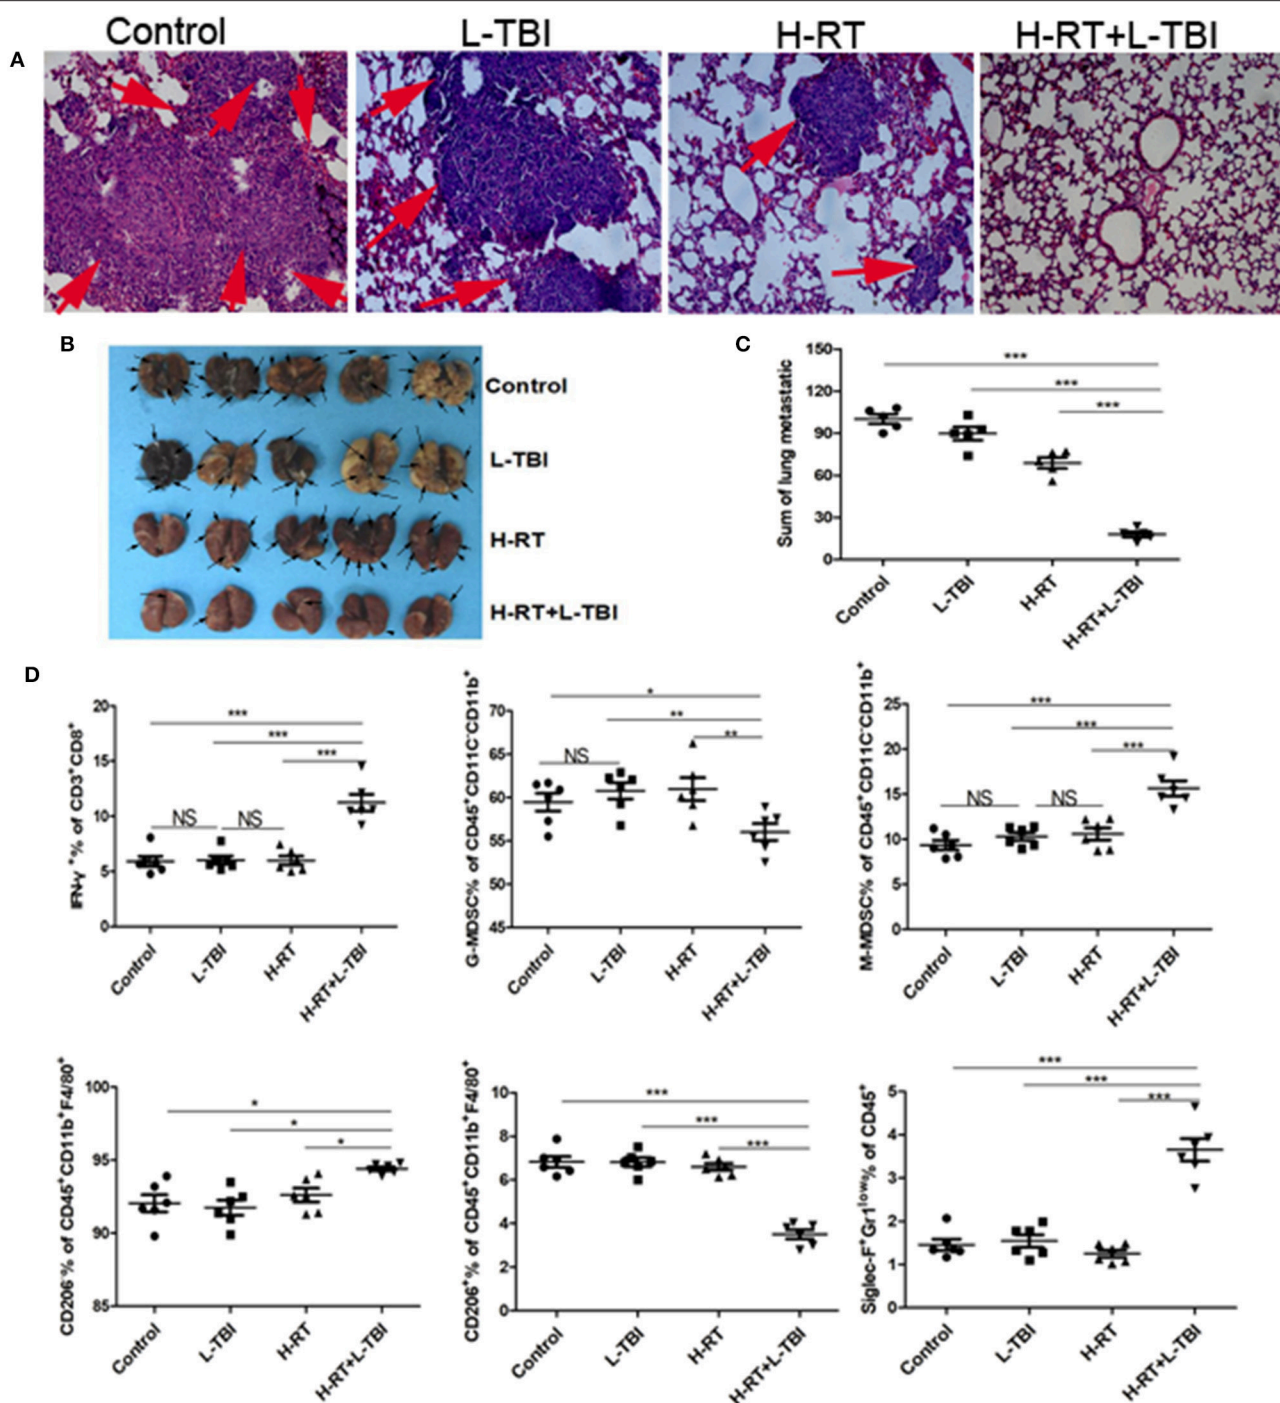 Control L-TBI H-RT H-RT+L-TBI
A
B
Control
L-TBI
H-RT
H-RT+L-TBI
C
Sum of lung metastatic
150
120
90
60
30
0
***
***
***
Control L-TBI H-RT H-RT+L-TBI
D
IFN-γ⁺% of CD3⁺CD8⁺
20
15
10
5
0
***
***
***
NS NS
Control L-TBI H-RT H-RT+L-TBI
G-MDSC% of CD45⁺CD11C⁻CD11b⁺
70
65
60
55
50
45
*
**
**
NS
Control L-TBI H-RT H-RT+L-TBI
M-MDSC% of CD45⁺CD11C⁻CD11b⁺
25
20
15
10
5
0
***
***
***
NS NS
Control L-TBI H-RT H-RT+L-TBI
CD206⁻% of CD45⁺CD11b⁺F4/80⁺
100
95
90
85
*
*
*
Control L-TBI H-RT H-RT+L-TBI
CD206⁺% of CD45⁺CD11b⁺F4/80⁺
10
8
6
4
2
0
***
***
***
Control L-TBI H-RT H-RT+L-TBI
Siglec-F⁺Gr1ˡᵒʷ% of CD45⁺
5
4
3
2
1
0
***
***
***
Control L-TBI H-RT H-RT+L-TBI